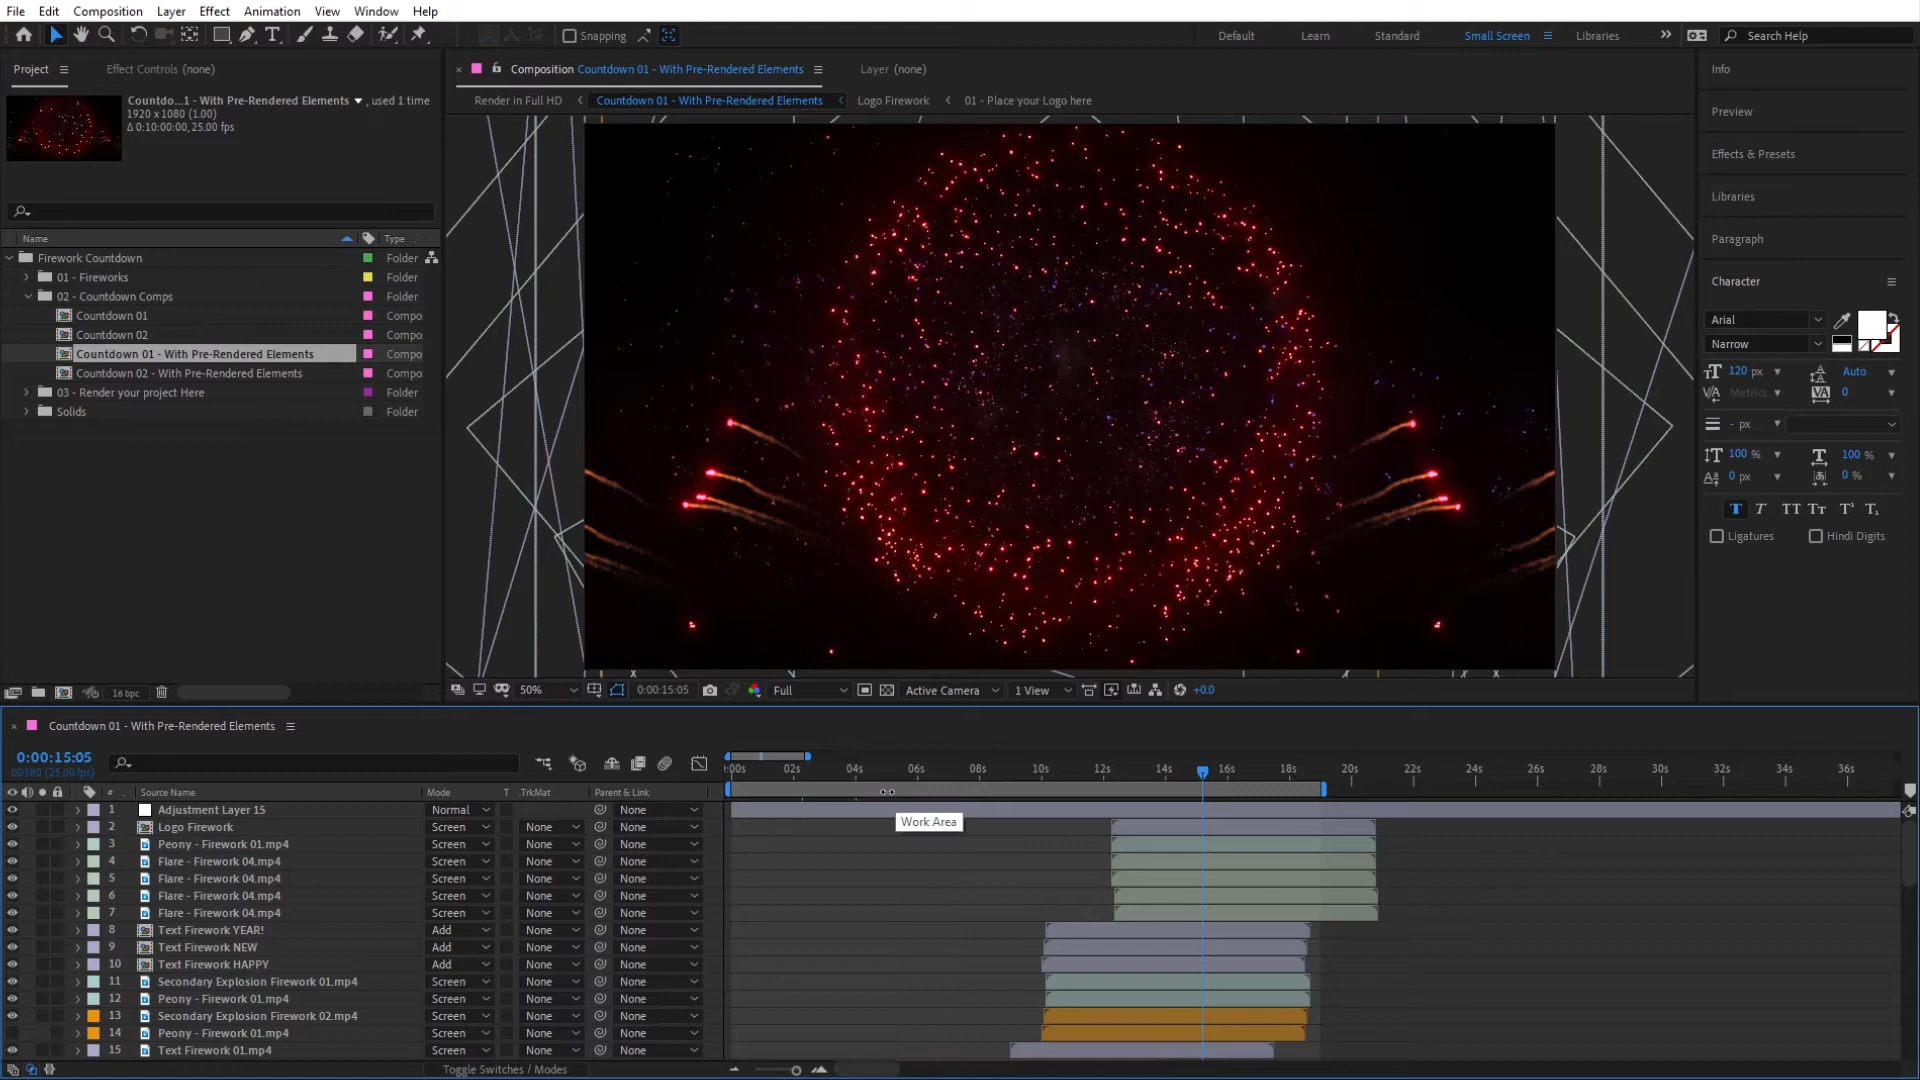 File Edit Composition Layer Effect Animation View Window Help
Snapping
Default Learn Standard Small Screen Libraries Search Help
Project Effect Controls (none)
Composition Countdown 01 - With Pre-Rendered Elements Layer (none)
Countdo...1 - With Pre-Rendered Elements , used 1 time
1920 x 1080 (1.00)
Δ 0:10:00:00, 25.00 fps
Render in Full HD Countdown 01 - With Pre-Rendered Elements Logo Firework 01 - Place your Logo here
Name Type
Firework Countdown Folder
01 - Fireworks Folder
02 - Countdown Comps Folder
Countdown 01 Compo
Countdown 02 Compo
Countdown 01 - With Pre-Rendered Elements Compo
Countdown 02 - With Pre-Rendered Elements Compo
03 - Render your project Here Folder
Solids Folder
16 bpc
50% 0:00:15:05 Full Active Camera 1 View +0.0
Info
Preview
Effects & Presets
Libraries
Paragraph
Character
Arial
Narrow
120 px Auto
Metrics 0
- px
100 % 100 %
0 px 0 %
T T TT Tт T¹ T₁
Ligatures Hindi Digits
Countdown 01 - With Pre-Rendered Elements
0:00:15:05
00380 (25.00 fps)
:00s 02s 04s 06s 08s 10s 12s 14s 16s 18s 20s 22s 24s 26s 28s 30s 32s 34s 36s
# Source Name Mode T .TrkMat Parent & Link
1 Adjustment Layer 15 Normal None
Work Area
2 Logo Firework Screen None None
3 Peony - Firework 01.mp4 Screen None None
4 Flare - Firework 04.mp4 Screen None None
5 Flare - Firework 04.mp4 Screen None None
6 Flare - Firework 04.mp4 Screen None None
7 Flare - Firework 04.mp4 Screen None None
8 Text Firework YEAR! Add None None
9 Text Firework NEW Add None None
10 Text Firework HAPPY Add None None
11 Secondary Explosion Firework 01.mp4 Screen None None
12 Peony - Firework 01.mp4 Screen None None
13 Secondary Explosion Firework 02.mp4 Screen None None
14 Peony - Firework 01.mp4 Screen None None
15 Text Firework 01.mp4 Screen None None
Toggle Switches / Modes